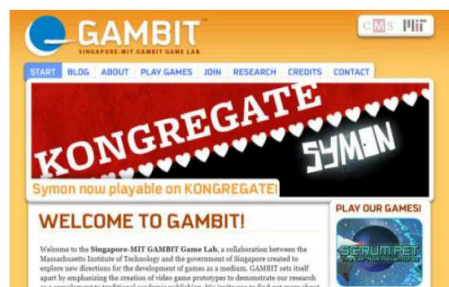 GAMBIT
SINGAPORE-MIT GAMBIT GAME LAB
CMS MIT
START BLOG ABOUT PLAY GAMES JOIN RESEARCH CREDITS CONTACT
KONGREGATE
SYMON
Symon now playable on KONGREGATE!
WELCOME TO GAMBIT!
PLAY OUR GAMES!
SCRUMPET
Welcome to the Singapore-MIT GAMBIT Game Lab, a collaboration between the
Massachusetts Institute of Technology and the government of Singapore created to
explore new directions for the development of games as a medium. GAMBIT sets itself
apart by emphasizing the creation of video game prototypes to demonstrate our research